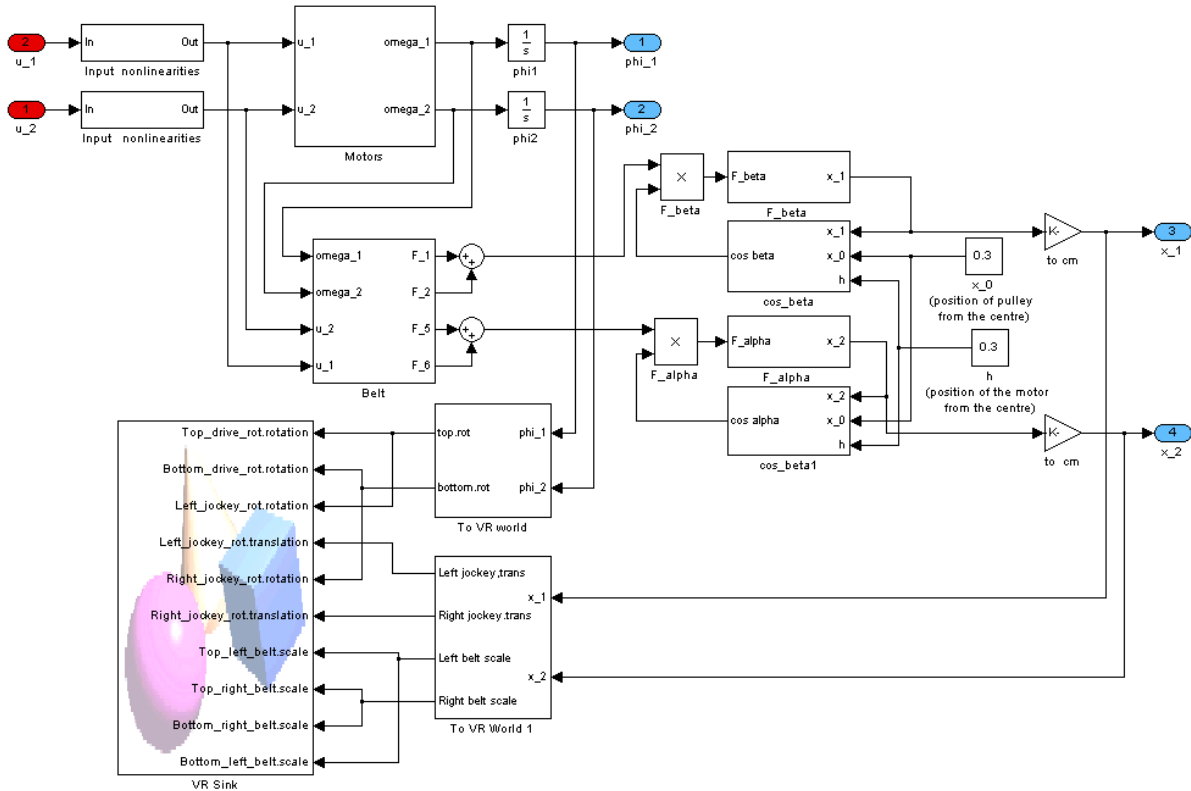 2
u_1
In
Out
Input nonlinearities
1
u_2
In
Out
Input nonlinearities
u_1
u_2
omega_1
omega_2
Motors
1
s
phi1
1
s
phi2
1
phi_1
2
phi_2
omega_1
omega_2
u_2
u_1
F_1
F_2
F_5
F_6
Belt
+
+
+
+
×
F_beta
F_beta
x_1
F_beta
cos beta
x_1
x_0
h
cos_beta
×
F_alpha
F_alpha
x_2
F_alpha
cos alpha
x_2
x_0
h
cos_beta1
0.3
x_0
(position of pulley
from the centre)
0.3
h
(position of the motor
from the centre)
K-
to cm
3
x_1
K-
to cm
4
x_2
top.rot
bottom.rot
phi_1
phi_2
To VR world
Left jockey,trans
Right jockey.trans
Left belt scale
Right belt scale
x_1
x_2
To VR World 1
Top_drive_rot.rotation
Bottom_drive_rot.rotation
Left_jockey_rot.rotation
Left_jockey_rot.translation
Right_jockey_rot.rotation
Right_jockey_rot.translation
Top_left_belt.scale
Top_right_belt.scale
Bottom_right_belt.scale
Bottom_left_belt.scale
VR Sink